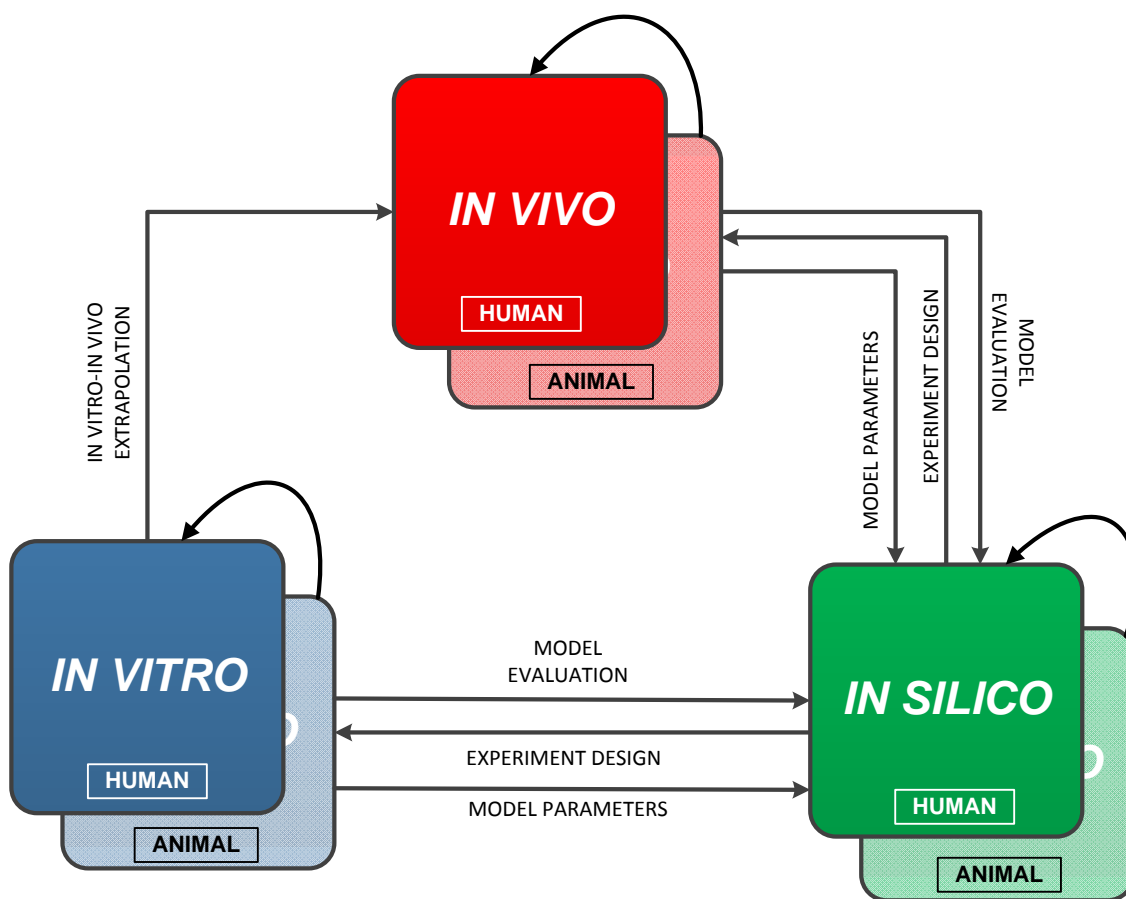 IN VIVO
HUMAN
ANIMAL
IN VITRO-IN VIVO
EXTRAPOLATION
MODEL PARAMETERS
EXPERIMENT DESIGN
MODEL
EVALUATION
IN VITRO
HUMAN
ANIMAL
MODEL
EVALUATION
EXPERIMENT DESIGN
MODEL PARAMETERS
IN SILICO
HUMAN
ANIMAL